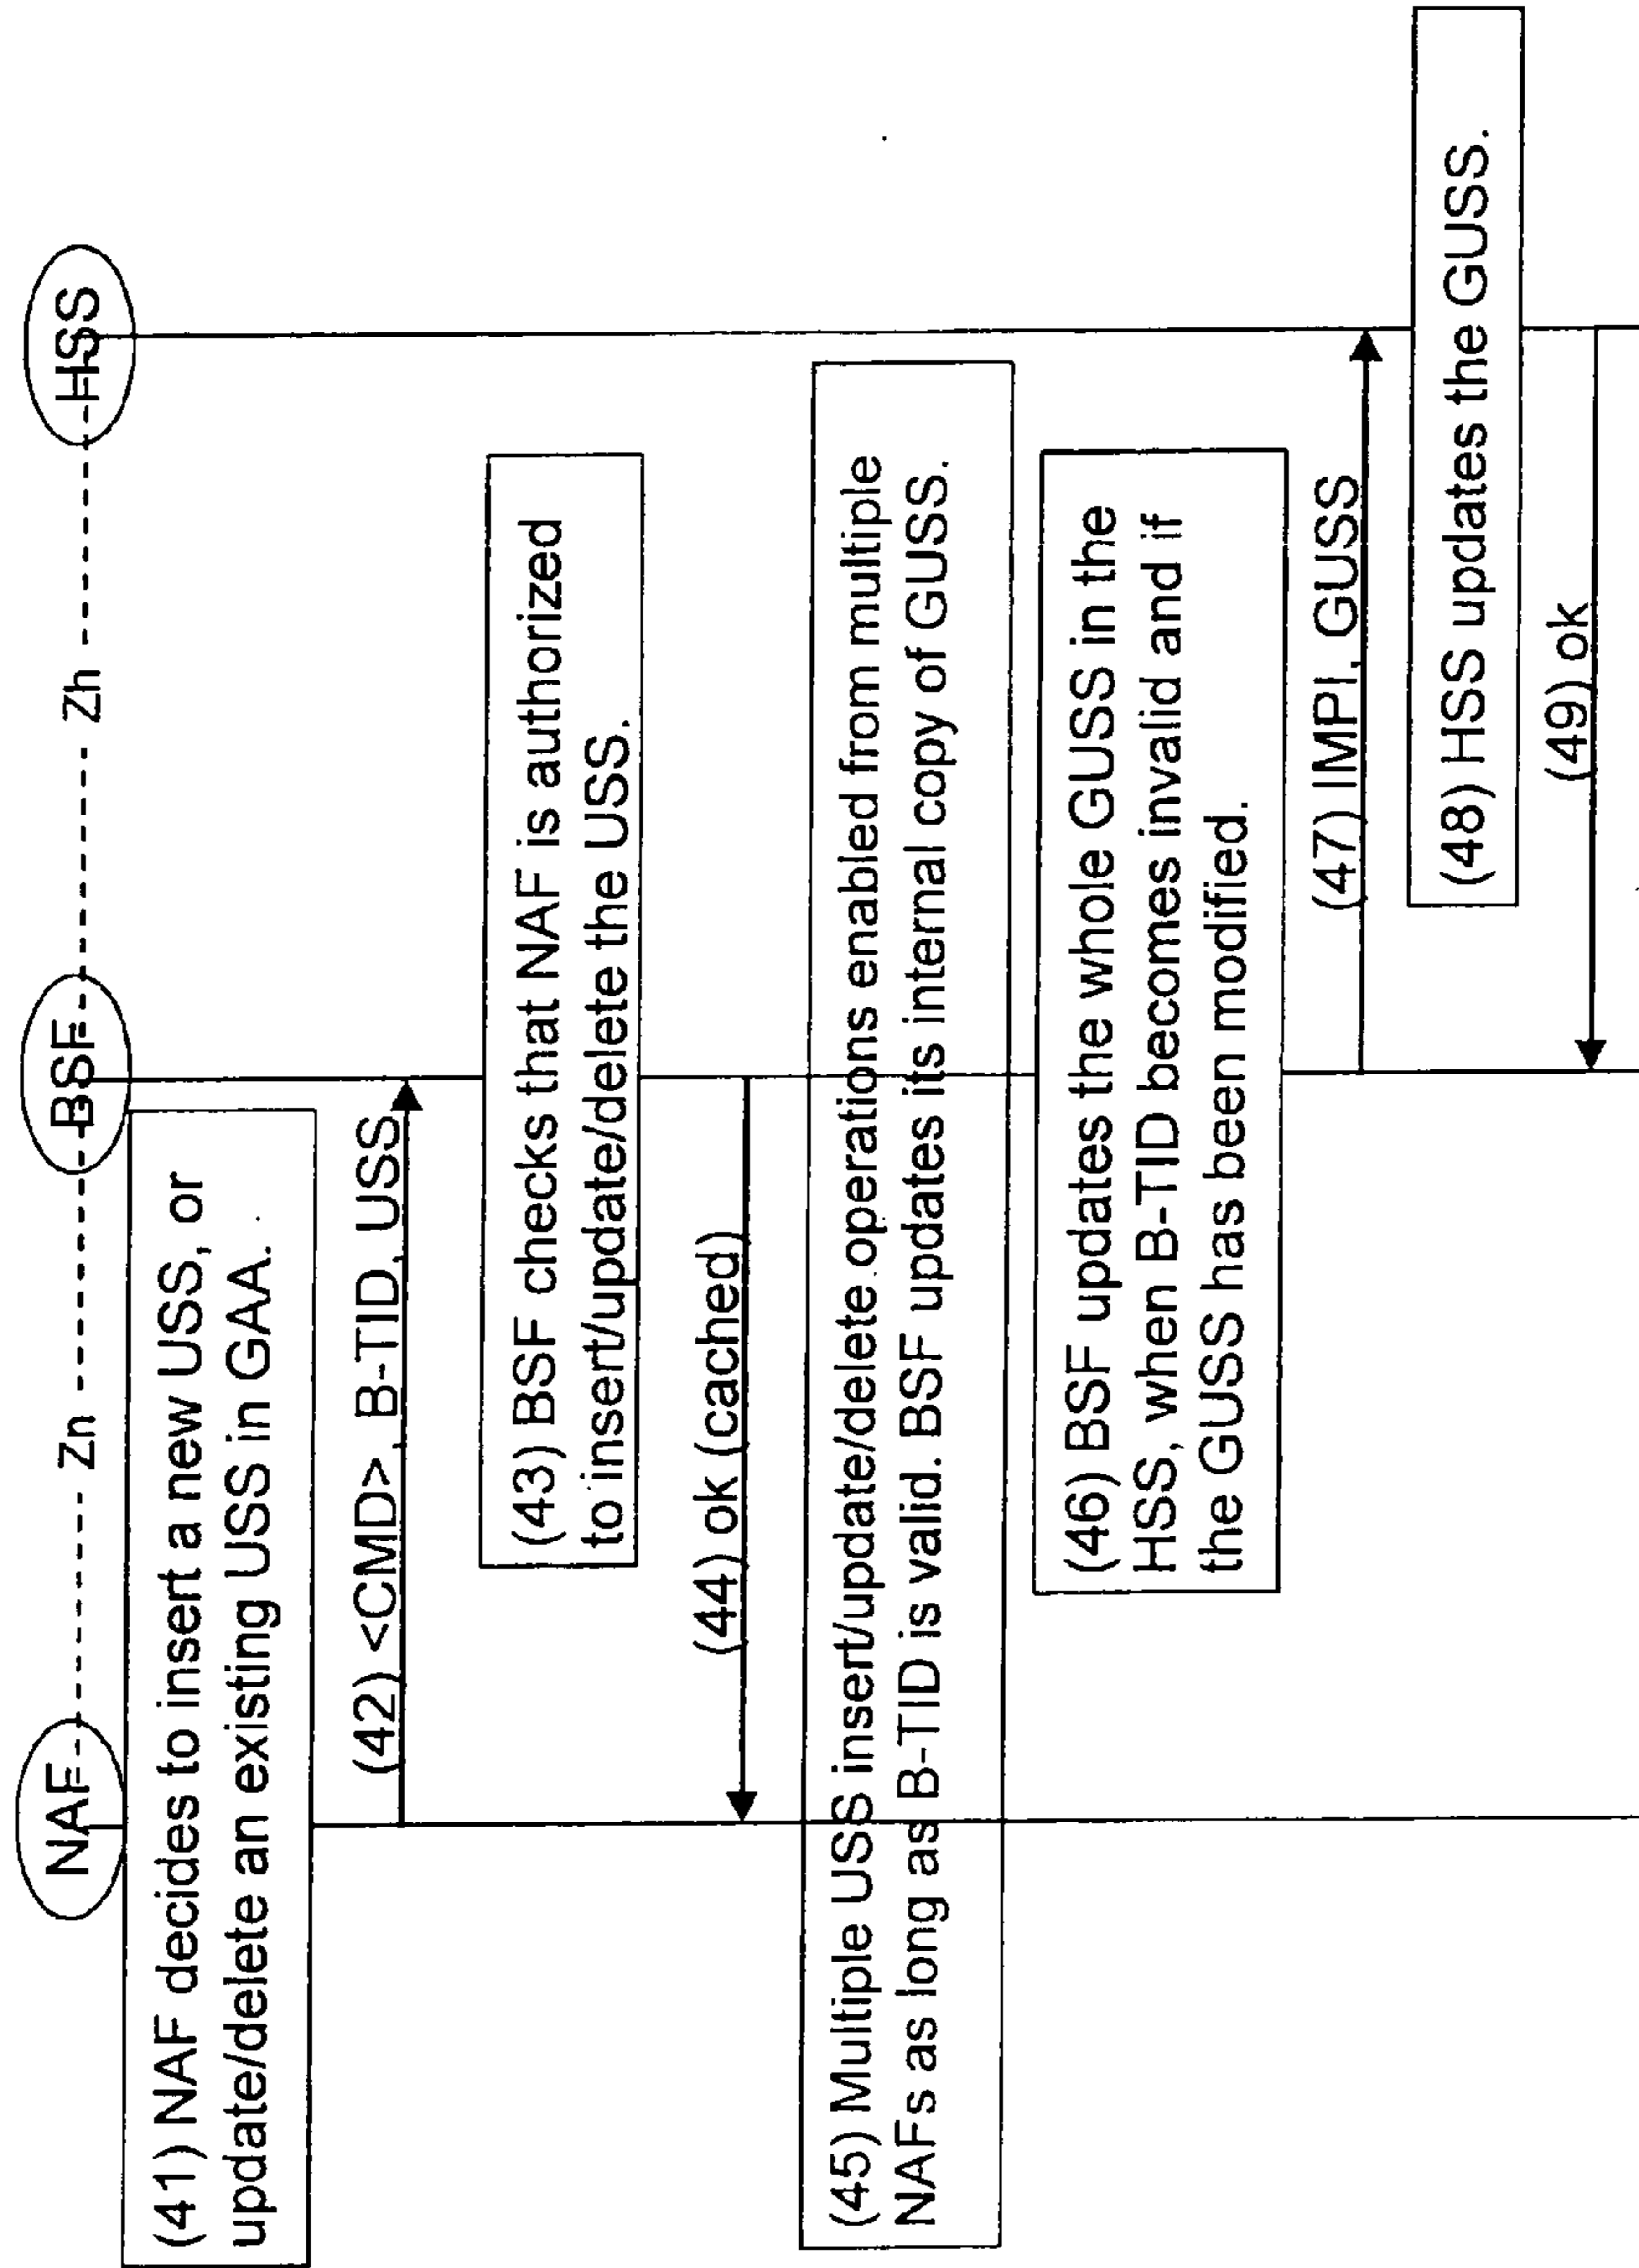 NAF
Zn
BSF
Zh
HSS
(41) NAF decides to insert a new USS, or
update/delete an existing USS in GAA.
(42) <CMD>, B-TID, USS
(43) BSF checks that NAF is authorized
to insert/update/delete the USS.
(44) ok (cached)
(45) Multiple USS insert/update/delete operations enabled from multiple
NAFs as long as B-TID is valid. BSF updates its internal copy of GUSS.
(46) BSF updates the whole GUSS in the
HSS, when B-TID becomes invalid and if
the GUSS has been modified.
(47) IMPI, GUSS
(48) HSS updates the GUSS.
(49) ok